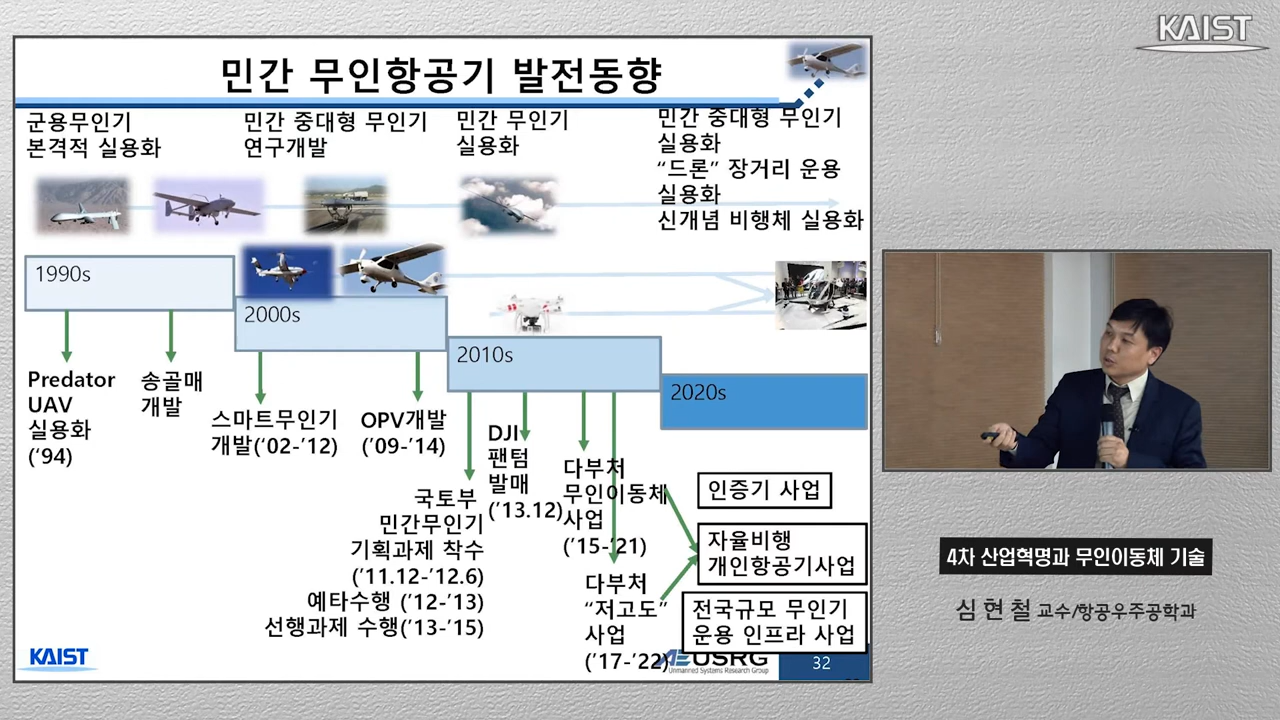 KAIST
민간 무인항공기 발전동향
군용무인기
본격적 실용화
민간 중대형 무인기
연구개발
민간 무인기
실용화
민간 중대형 무인기
실용화
“드론” 장거리 운용
실용화
신개념 비행체 실용화
1990s
2000s
2010s
2020s
Predator
UAV
실용화
(‘94)
송골매
개발
스마트무인기
개발(‘02-’12)
OPV개발
(’09-’14)
국토부
민간무인기
기획과제 착수
(’11.12-’12.6)
예타수행 (’12-’13)
선행과제 수행(’13-’15)
DJI
팬텀
발매
(’13.12)
다부처
무인이동체
사업
(’15-’21)
다부처
“저고도”
사업
(’17-’22)
인증기 사업
자율비행
개인항공기사업
전국규모 무인기
운용 인프라 사업
KAIST
USRG
Unmanned Systems Research Group
32
4차 산업혁명과 무인이동체 기술
심현철 교수/항공우주공학과